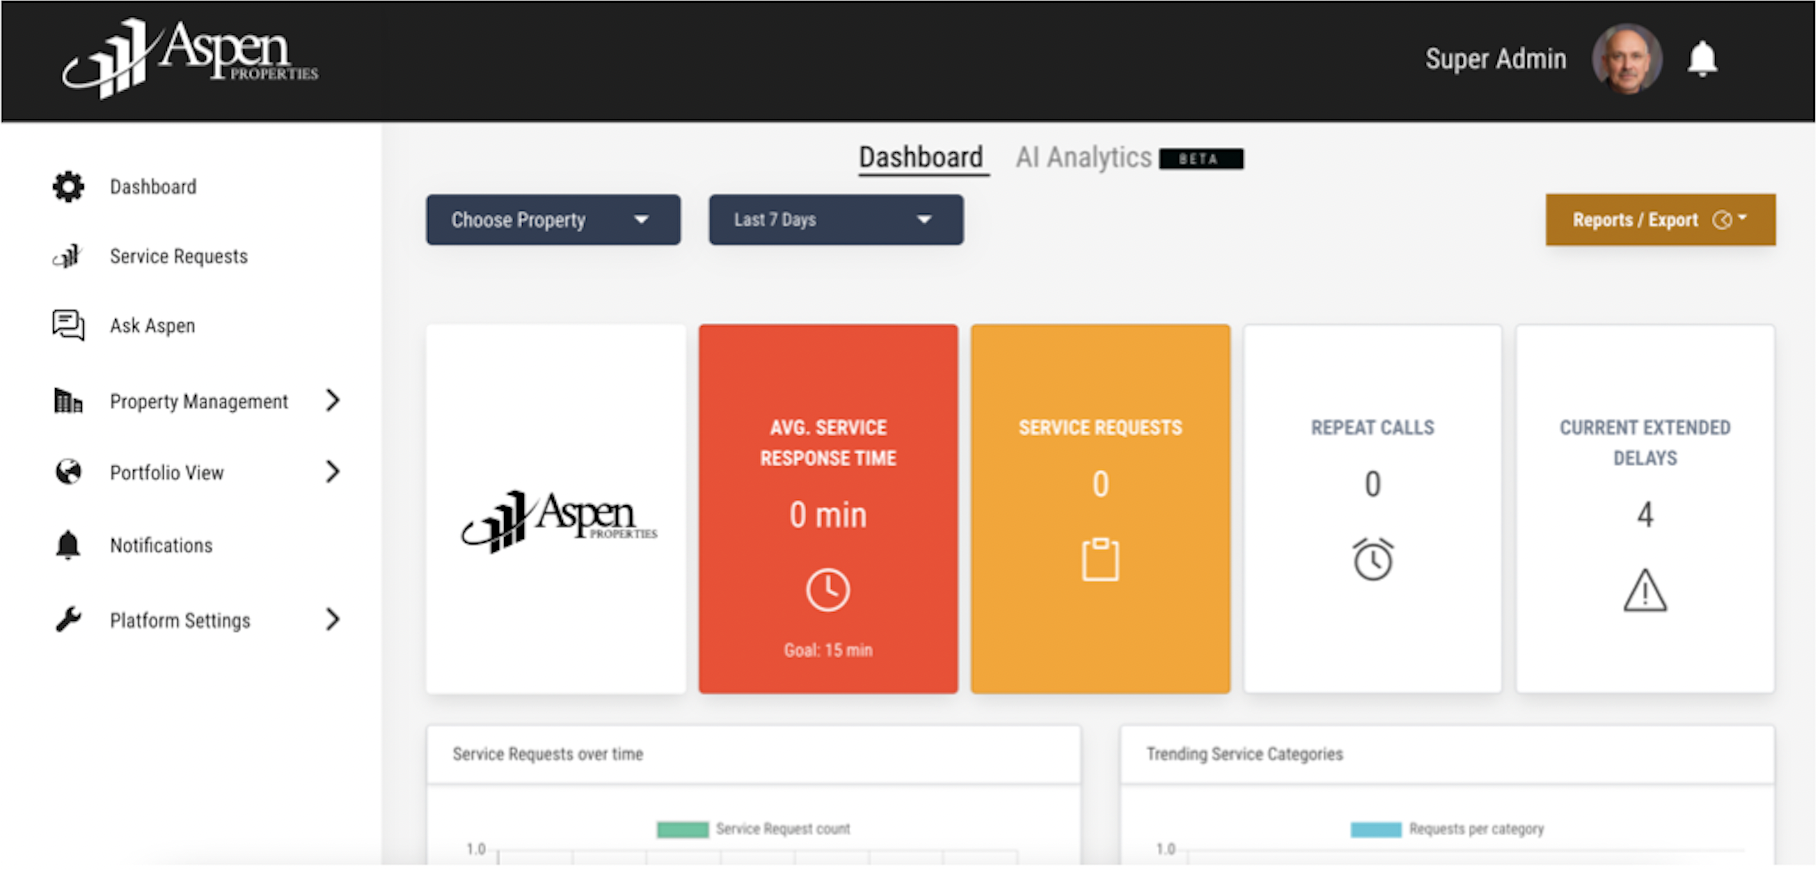 Aspen
PROPERTIES
Super Admin
Dashboard
Service Requests
Ask Aspen
Property Management
Portfolio View
Notifications
Platform Settings
Dashboard
AI Analytics BETA
Choose Property
Last 7 Days
Reports / Export
Aspen
PROPERTIES
AVG. SERVICE
RESPONSE TIME
0 min
Goal: 15 min
SERVICE REQUESTS
0
REPEAT CALLS
0
CURRENT EXTENDED
DELAYS
4
Service Requests over time
Service Request count
1.0
Trending Service Categories
Requests per category
1.0